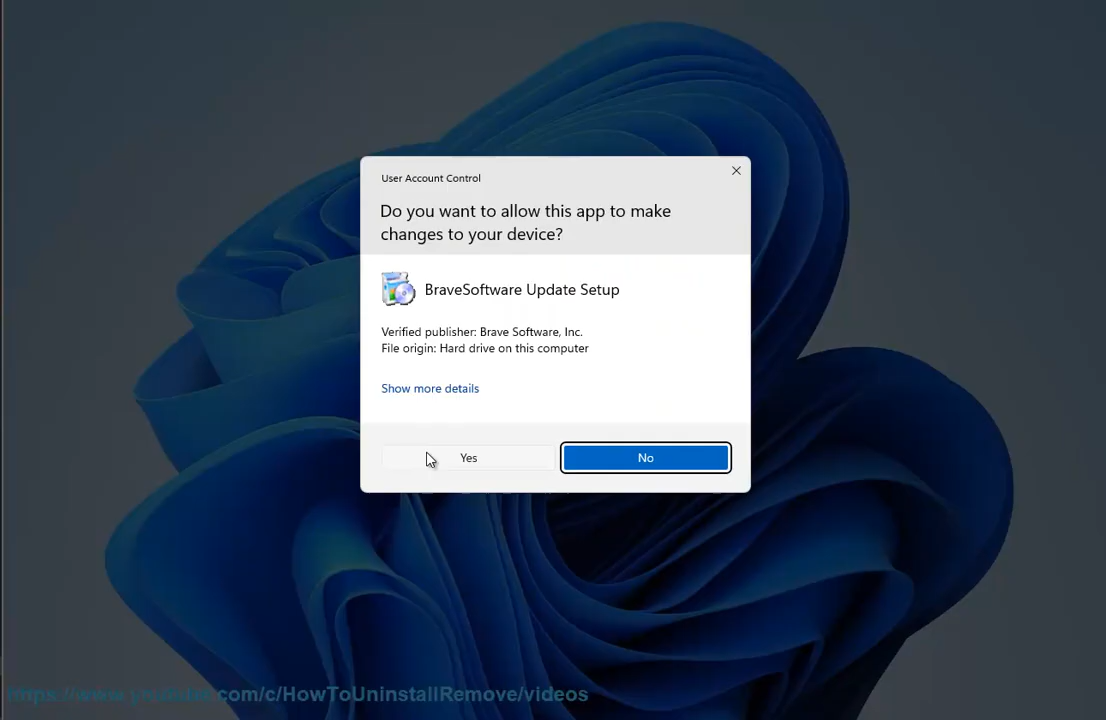 User Account Control
Do you want to allow this app to make
changes to your device?
BraveSoftware Update Setup
Verified publisher: Brave Software, Inc.
File origin: Hard drive on this computer
Show more details
Yes
No
https://www.youtube.com/c/HowToUninstallRemove/videos